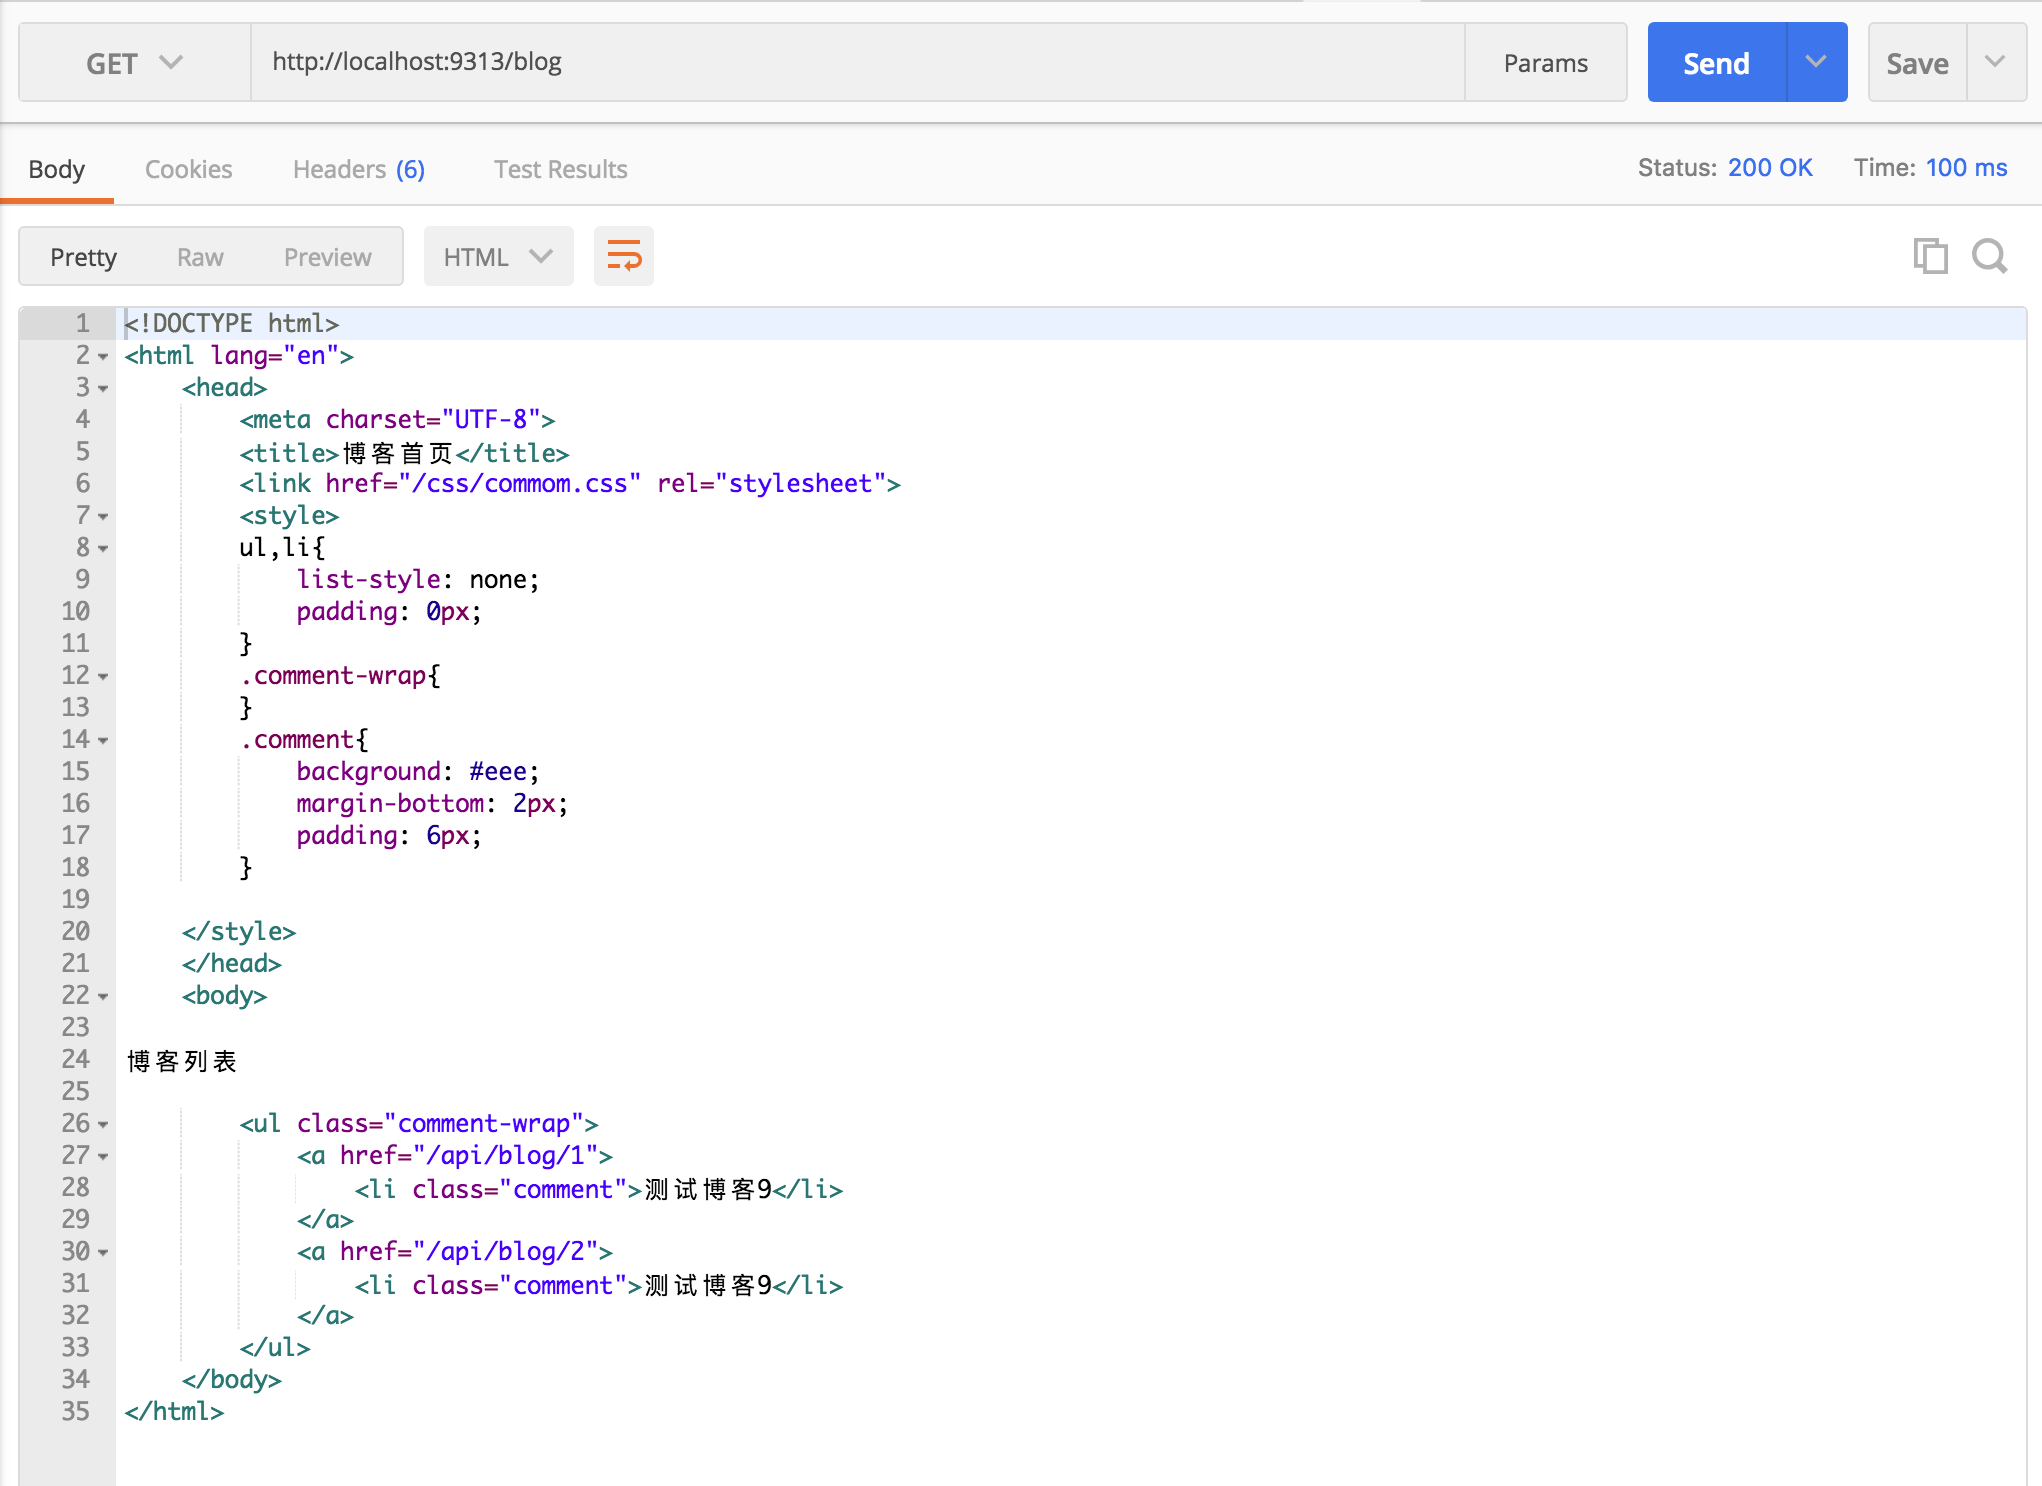 GET http://localhost:9313/blog Params Send Save
Body Cookies Headers (6) Test Results Status: 200 OK Time: 100 ms
Pretty Raw Preview HTML
1 <!DOCTYPE html>
2 <html lang="en">
3 <head>
4 <meta charset="UTF-8">
5 <title>博客首页</title>
6 <link href="/css/commom.css" rel="stylesheet">
7 <style>
8 ul,li{
9 list-style: none;
10 padding: 0px;
11 }
12 .comment-wrap{
13 }
14 .comment{
15 background: #eee;
16 margin-bottom: 2px;
17 padding: 6px;
18 }
19
20 </style>
21 </head>
22 <body>
23
24 博客列表
25
26 <ul class="comment-wrap">
27 <a href="/api/blog/1">
28 <li class="comment">测试博客9</li>
29 </a>
30 <a href="/api/blog/2">
31 <li class="comment">测试博客9</li>
32 </a>
33 </ul>
34 </body>
35 </html>